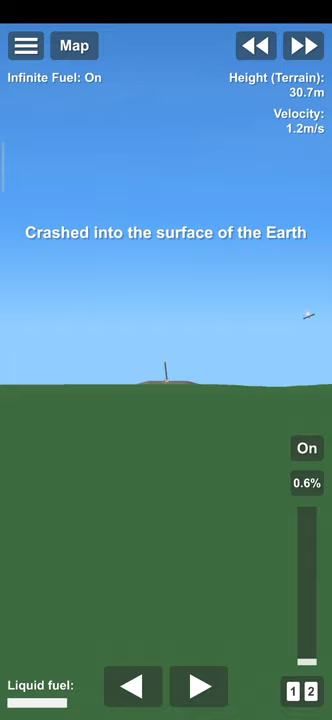 Map
Infinite Fuel: On
Height (Terrain):
30.7m
Velocity:
1.2m/s
Crashed into the surface of the Earth
On
0.6%
Liquid fuel:
1 2